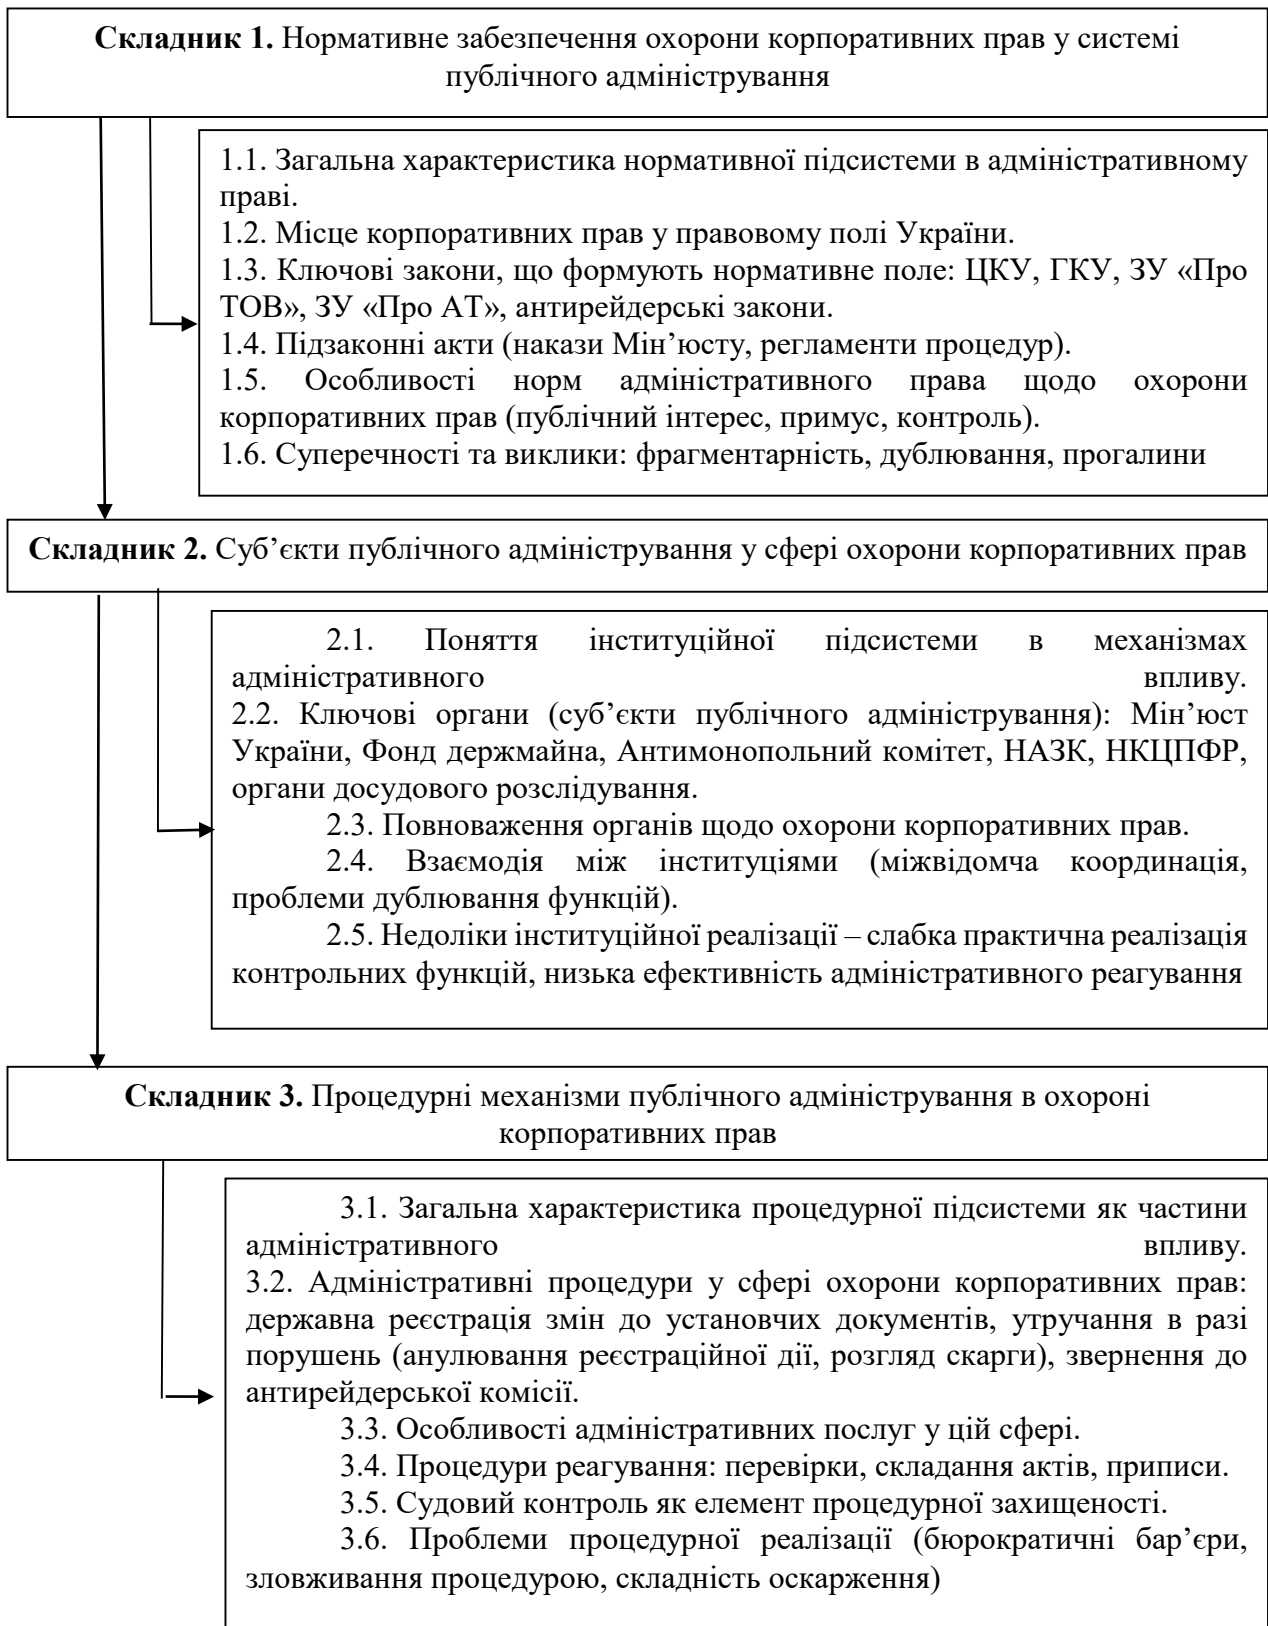 Складник 1. Нормативне забезпечення охорони корпоративних прав у системі
публічного адміністрування
1.1. Загальна характеристика нормативної підсистеми в адміністративному
праві.
1.2. Місце корпоративних прав у правовому полі України.
1.3. Ключові закони, що формують нормативне поле: ЦКУ, ГКУ, ЗУ «Про
ТОВ», ЗУ «Про АТ», антирейдерські закони.
1.4. Підзаконні акти (накази Мін’юсту, регламенти процедур).
1.5. Особливості норм адміністративного права щодо охорони
корпоративних прав (публічний інтерес, примус, контроль).
1.6. Суперечності та виклики: фрагментарність, дублювання, прогалини
Складник 2. Суб’єкти публічного адміністрування у сфері охорони корпоративних прав
2.1. Поняття інституційної підсистеми в механізмах
адміністративного впливу.
2.2. Ключові органи (суб’єкти публічного адміністрування): Мін’юст
України, Фонд держмайна, Антимонопольний комітет, НАЗК, НКЦПФР,
органи досудового розслідування.
2.3. Повноваження органів щодо охорони корпоративних прав.
2.4. Взаємодія між інституціями (міжвідомча координація,
проблеми дублювання функцій).
2.5. Недоліки інституційної реалізації – слабка практична реалізація
контрольних функцій, низька ефективність адміністративного реагування
Складник 3. Процедурні механізми публічного адміністрування в охороні
корпоративних прав
3.1. Загальна характеристика процедурної підсистеми як частини
адміністративного впливу.
3.2. Адміністративні процедури у сфері охорони корпоративних прав:
державна реєстрація змін до установчих документів, утручання в разі
порушень (анулювання реєстраційної дії, розгляд скарги), звернення до
антирейдерської комісії.
3.3. Особливості адміністративних послуг у цій сфері.
3.4. Процедури реагування: перевірки, складання актів, приписи.
3.5. Судовий контроль як елемент процедурної захищеності.
3.6. Проблеми процедурної реалізації (бюрократичні бар’єри,
зловживання процедурою, складність оскарження)